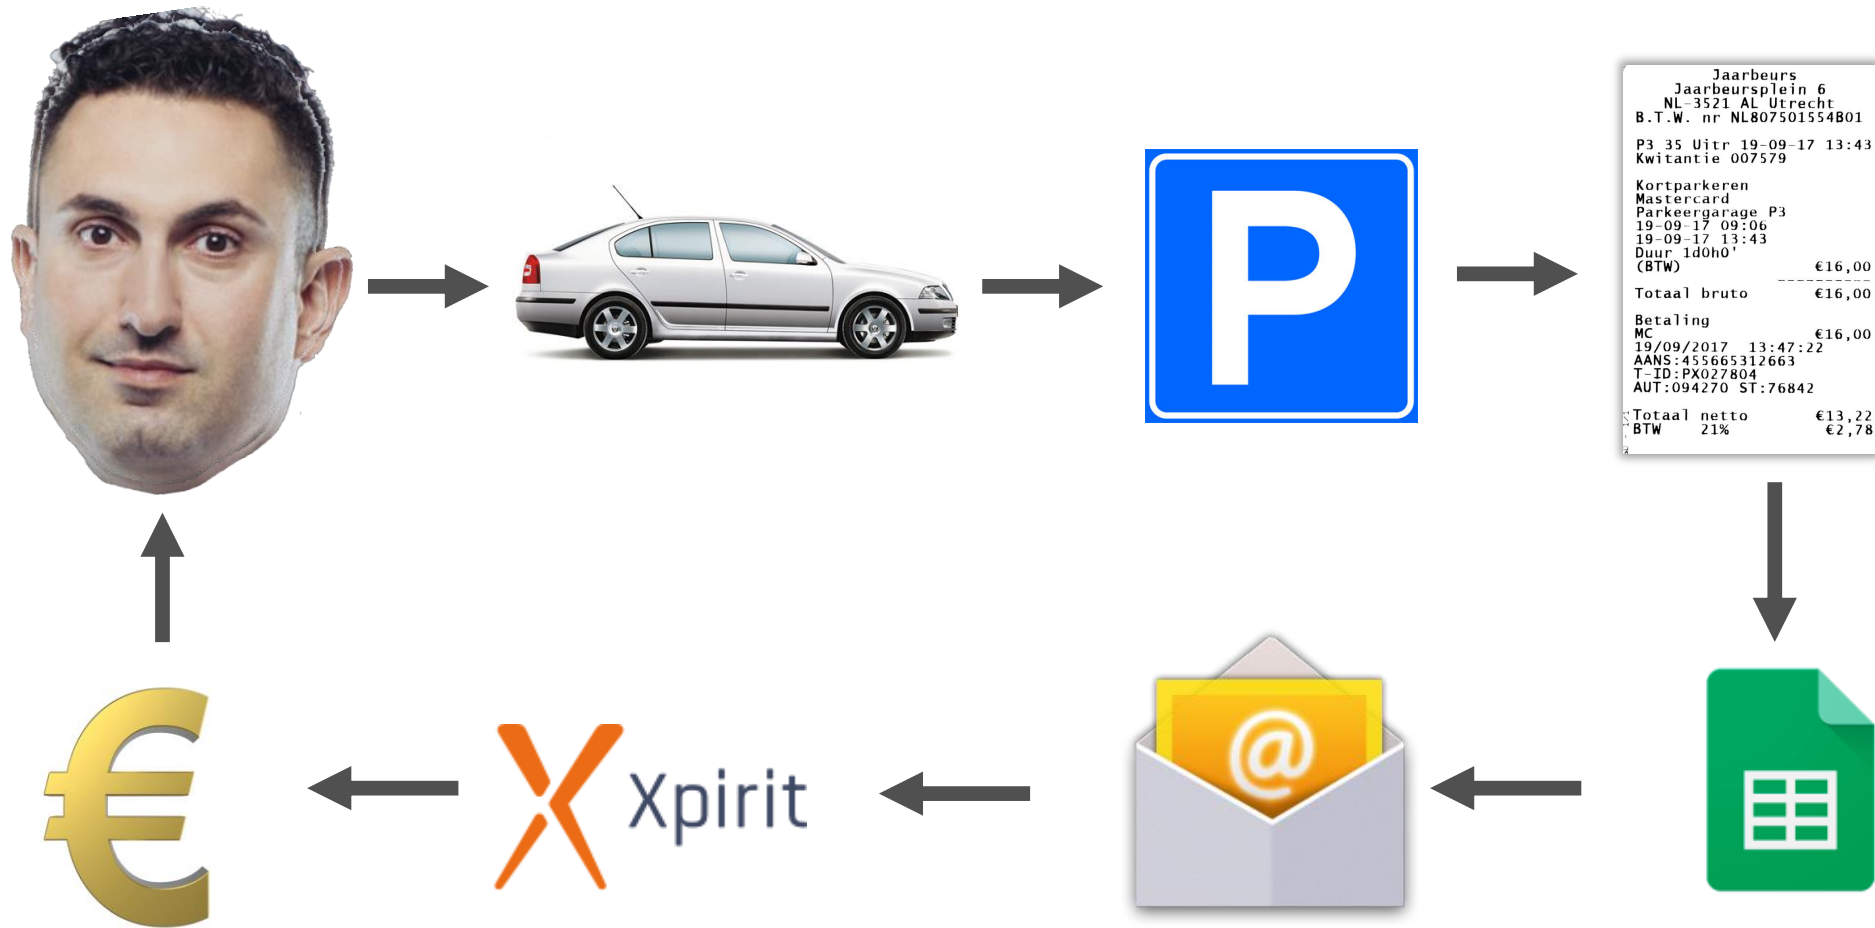 P
Jaarbeurs
Jaarbeursplein 6
NL-3521 AL Utrecht
B.T.W. nr NL807501554B01
P3 35 Uitr 19-09-17 13:43
Kwitantie 007579
Kortparkeren
Mastercard
Parkeergarage P3
19-09-17 09:06
19-09-17 13:43
Duur 1d0h0'
(BTW) €16,00
Totaal bruto €16,00
Betaling
MC €16,00
19/09/2017 13:47:22
AANS:455665312663
T-ID:PX027804
AUT:094270 ST:76842
Totaal netto €13,22
BTW 21% €2,78
€
Xpirit
@